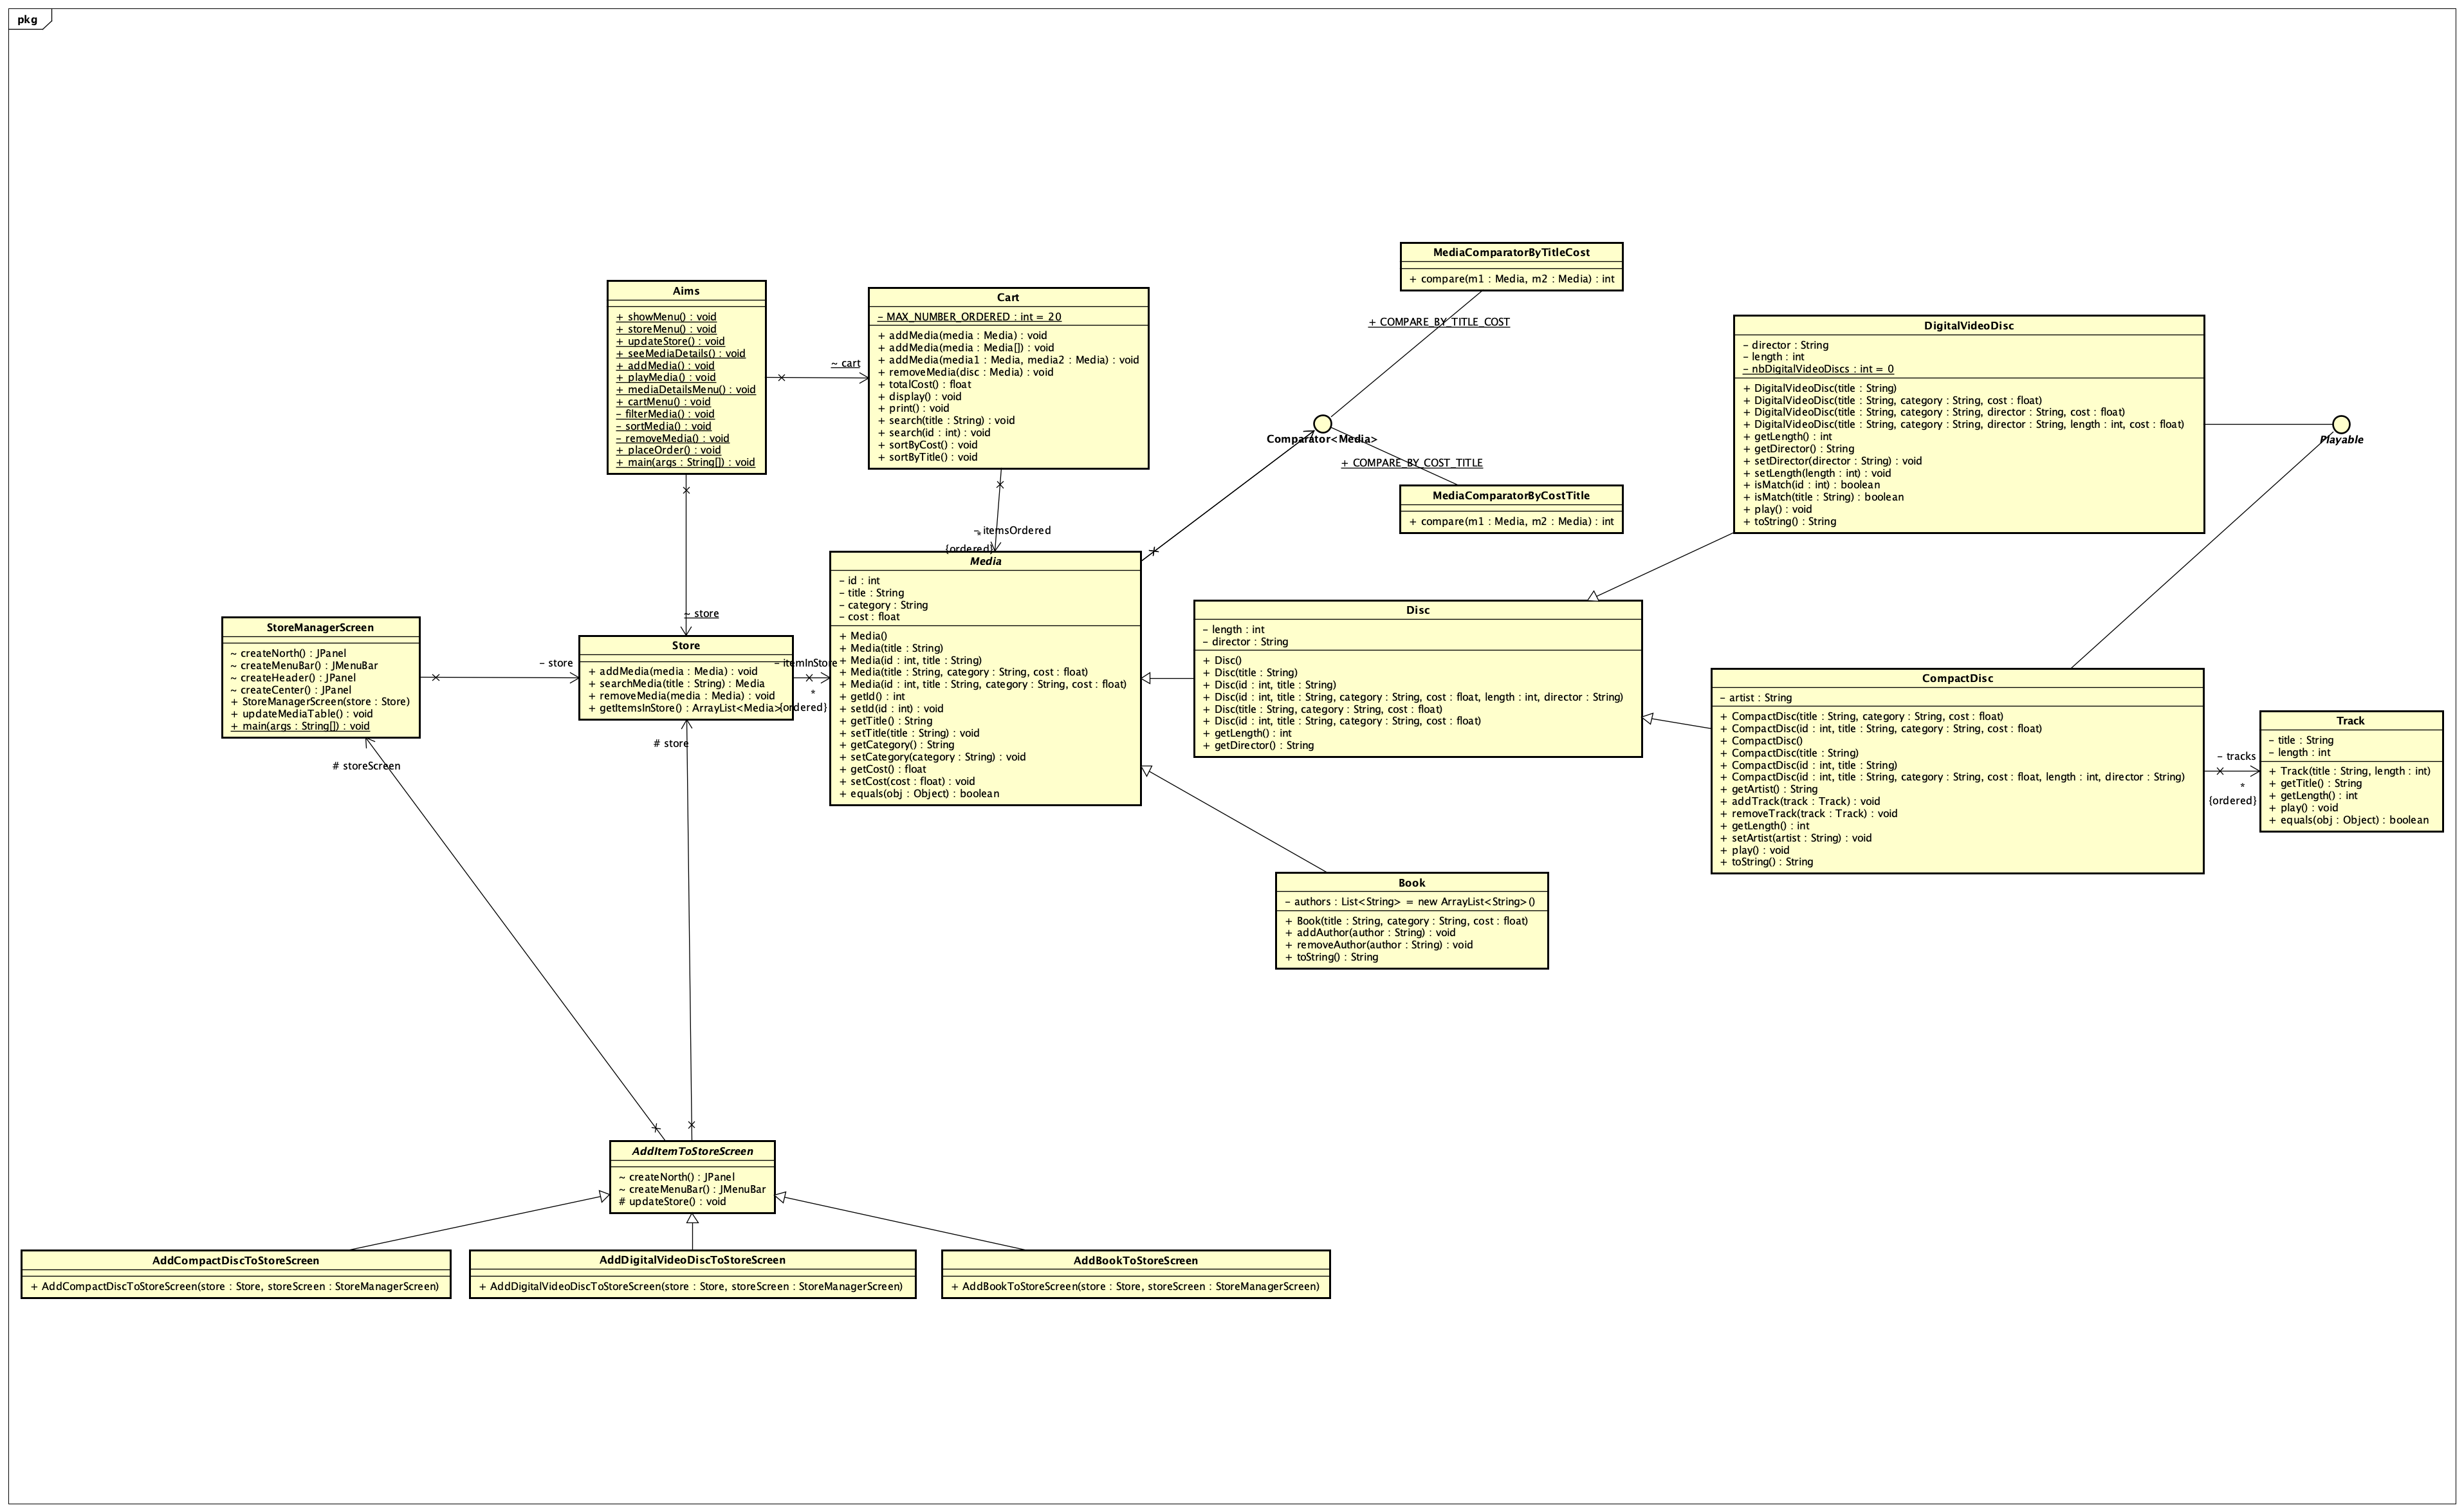 pkg
MediaComparatorByTitleCost
+ compare(m1 : Media, m2 : Media) : int
Aims
+ showMenu() : void
+ storeMenu() : void
+ updateStore() : void
+ seeMediaDetails() : void
+ addMedia() : void
+ playMedia() : void
+ mediaDetailsMenu() : void
+ cartMenu() : void
- filterMedia() : void
- sortMedia() : void
- removeMedia() : void
+ placeOrder() : void
+ main(args : String[]) : void
~ cart
Cart
- MAX_NUMBER_ORDERED : int = 20
+ addMedia(media : Media) : void
+ addMedia(media : Media[]) : void
+ addMedia(media1 : Media, media2 : Media) : void
+ removeMedia(disc : Media) : void
+ totalCost() : float
+ display() : void
+ print() : void
+ search(title : String) : void
+ search(id : int) : void
+ sortByCost() : void
+ sortByTitle() : void
+ COMPARE_BY_TITLE_COST
Comparator<Media>
+ COMPARE_BY_COST_TITLE
MediaComparatorByCostTitle
+ compare(m1 : Media, m2 : Media) : int
DigitalVideoDisc
- director : String
- length : int
- nbDigitalVideoDiscs : int = 0
+ DigitalVideoDisc(title : String)
+ DigitalVideoDisc(title : String, category : String, cost : float)
+ DigitalVideoDisc(title : String, category : String, director : String, cost : float)
+ DigitalVideoDisc(title : String, category : String, director : String, length : int, cost : float)
+ getLength() : int
+ getDirector() : String
+ setDirector(director : String) : void
+ setLength(length : int) : void
+ isMatch(id : int) : boolean
+ isMatch(title : String) : boolean
+ play() : void
+ toString() : String
Playable
- itemsOrdered
*
{ordered}
Media
- id : int
- title : String
- category : String
- cost : float
+ Media()
+ Media(title : String)
+ Media(id : int, title : String)
+ Media(title : String, category : String, cost : float)
+ Media(id : int, title : String, category : String, cost : float)
+ getId() : int
+ setId(id : int) : void
+ getTitle() : String
+ setTitle(title : String) : void
+ getCategory() : String
+ setCategory(category : String) : void
+ getCost() : float
+ setCost(cost : float) : void
+ equals(obj : Object) : boolean
Disc
- length : int
- director : String
+ Disc()
+ Disc(title : String)
+ Disc(id : int, title : String)
+ Disc(id : int, title : String, category : String, cost : float, length : int, director : String)
+ Disc(title : String, category : String, cost : float)
+ Disc(id : int, title : String, category : String, cost : float)
+ getLength() : int
+ getDirector() : String
StoreManagerScreen
~ createNorth() : JPanel
~ createMenuBar() : JMenuBar
~ createHeader() : JPanel
~ createCenter() : JPanel
+ StoreManagerScreen(store : Store)
+ updateMediaTable() : void
+ main(args : String[]) : void
- store
~ store
Store
+ addMedia(media : Media) : void
+ searchMedia(title : String) : Media
+ removeMedia(media : Media) : void
+ getItemsInStore() : ArrayList<Media>
- itemInStore
*
{ordered}
# store
# storeScreen
CompactDisc
- artist : String
+ CompactDisc(title : String, category : String, cost : float)
+ CompactDisc(id : int, title : String, category : String, cost : float)
+ CompactDisc()
+ CompactDisc(title : String)
+ CompactDisc(id : int, title : String)
+ CompactDisc(id : int, title : String, category : String, cost : float, length : int, director : String)
+ getArtist() : String
+ addTrack(track : Track) : void
+ removeTrack(track : Track) : void
+ getLength() : int
+ setArtist(artist : String) : void
+ play() : void
+ toString() : String
- tracks
*
{ordered}
Track
- title : String
- length : int
+ Track(title : String, length : int)
+ getTitle() : String
+ getLength() : int
+ play() : void
+ equals(obj : Object) : boolean
Book
- authors : List<String> = new ArrayList<String>()
+ Book(title : String, category : String, cost : float)
+ addAuthor(author : String) : void
+ removeAuthor(author : String) : void
+ toString() : String
AddItemToStoreScreen
~ createNorth() : JPanel
~ createMenuBar() : JMenuBar
# updateStore() : void
AddCompactDiscToStoreScreen
+ AddCompactDiscToStoreScreen(store : Store, storeScreen : StoreManagerScreen)
AddDigitalVideoDiscToStoreScreen
+ AddDigitalVideoDiscToStoreScreen(store : Store, storeScreen : StoreManagerScreen)
AddBookToStoreScreen
+ AddBookToStoreScreen(store : Store, storeScreen : StoreManagerScreen)